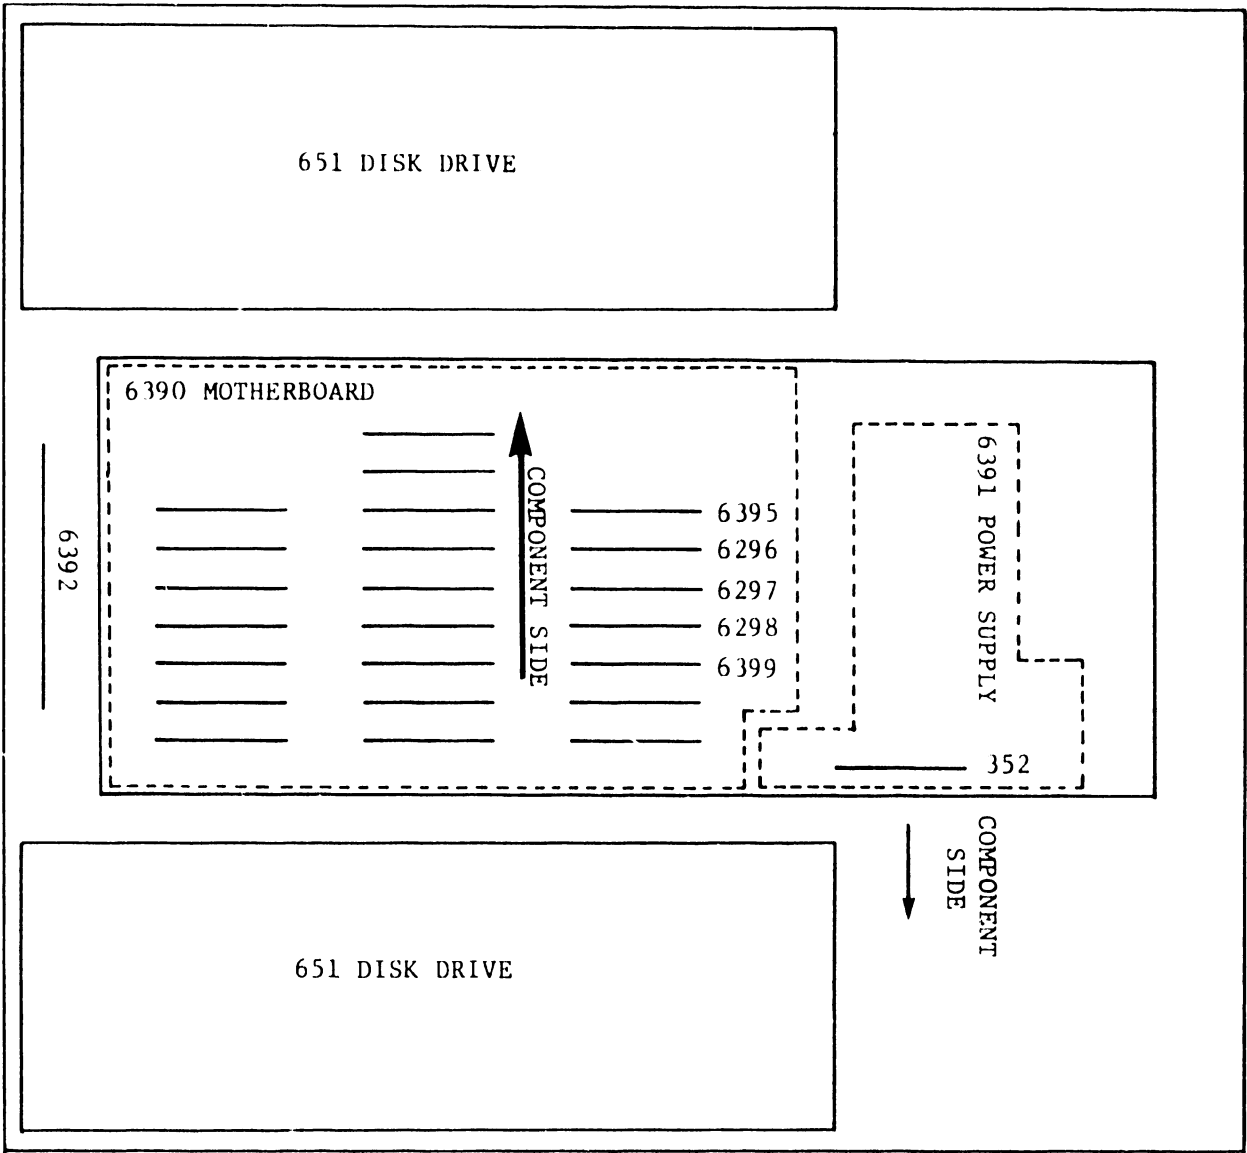 651 DISK DRIVE
6390 MOTHERBOARD
6392
COMPONENT SIDE
6395
6296
6297
6298
6399
6391 POWER SUPPLY
352
COMPONENT
SIDE
651 DISK DRIVE